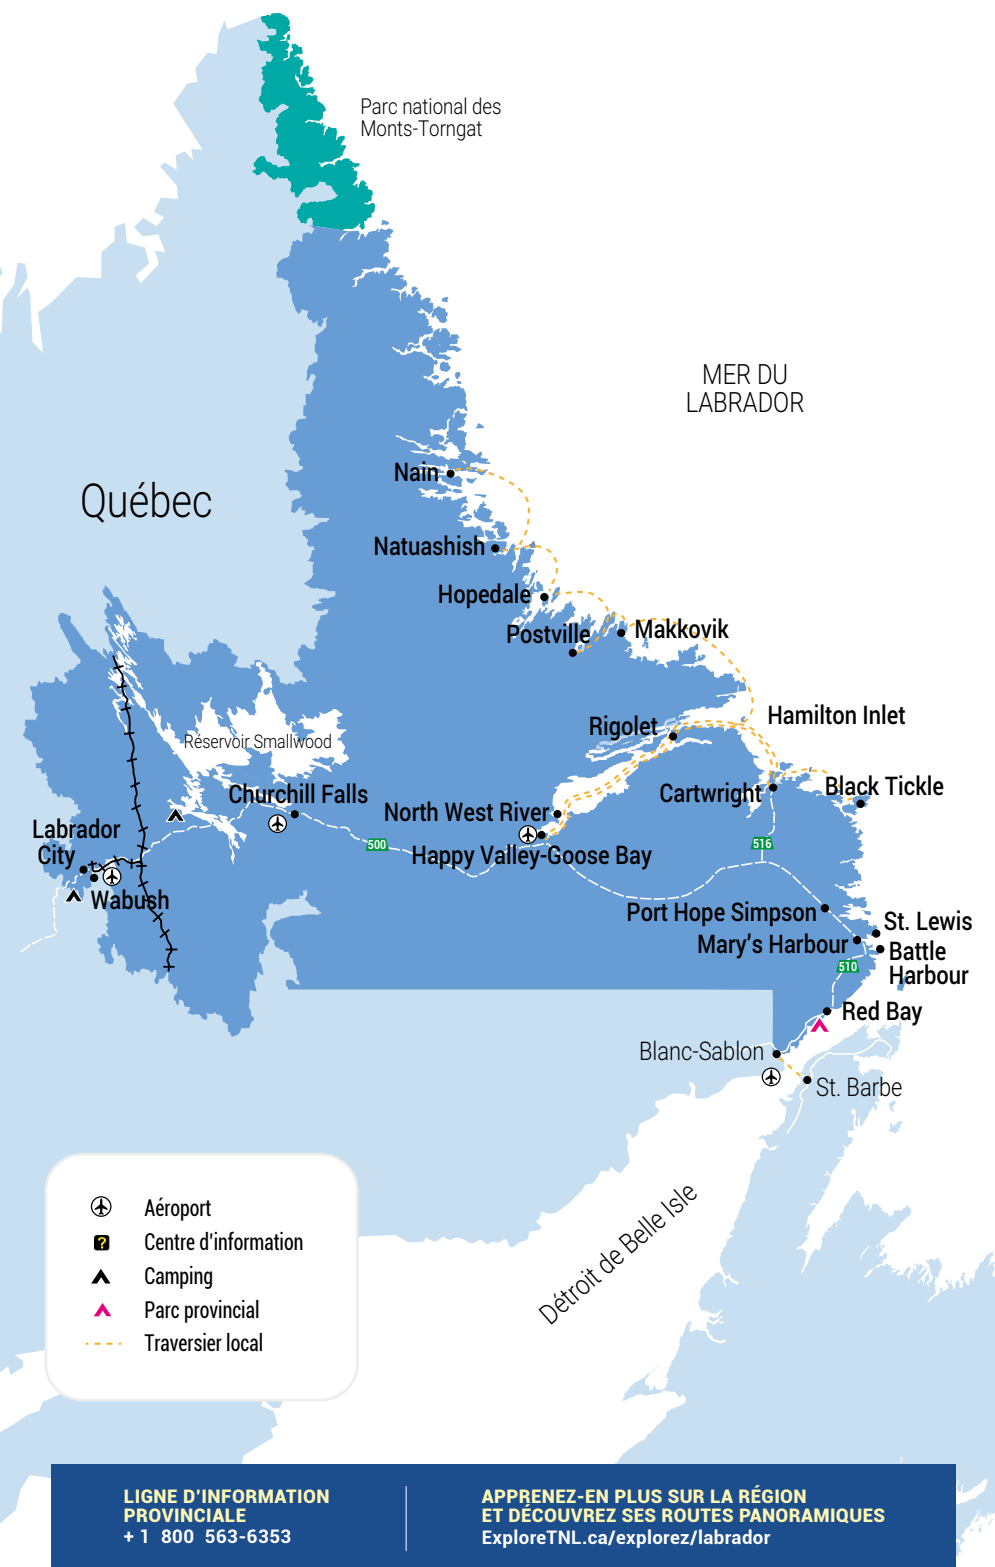 Parc national des
Monts-Torngat
MER DU
LABRADOR
Québec
Nain
Natuashish
Hopedale
Postville
Makkovik
Rigolet
Hamilton Inlet
Réservoir Smallwood
Churchill Falls
North West River
Cartwright
Black Tickle
Labrador
City
500
516
Happy Valley-Goose Bay
Wabush
Port Hope Simpson
St. Lewis
Mary's Harbour
Battle
Harbour
510
Red Bay
Blanc-Sablon
St. Barbe
Détroit de Belle Isle
Aéroport
?
Centre d'information
Camping
Parc provincial
Traversier local
LIGNE D'INFORMATION
PROVINCIALE
+ 1 800 563-6353
APPRENEZ-EN PLUS SUR LA RÉGION
ET DÉCOUVREZ SES ROUTES PANORAMIQUES
ExploreTNL.ca/explorez/labrador